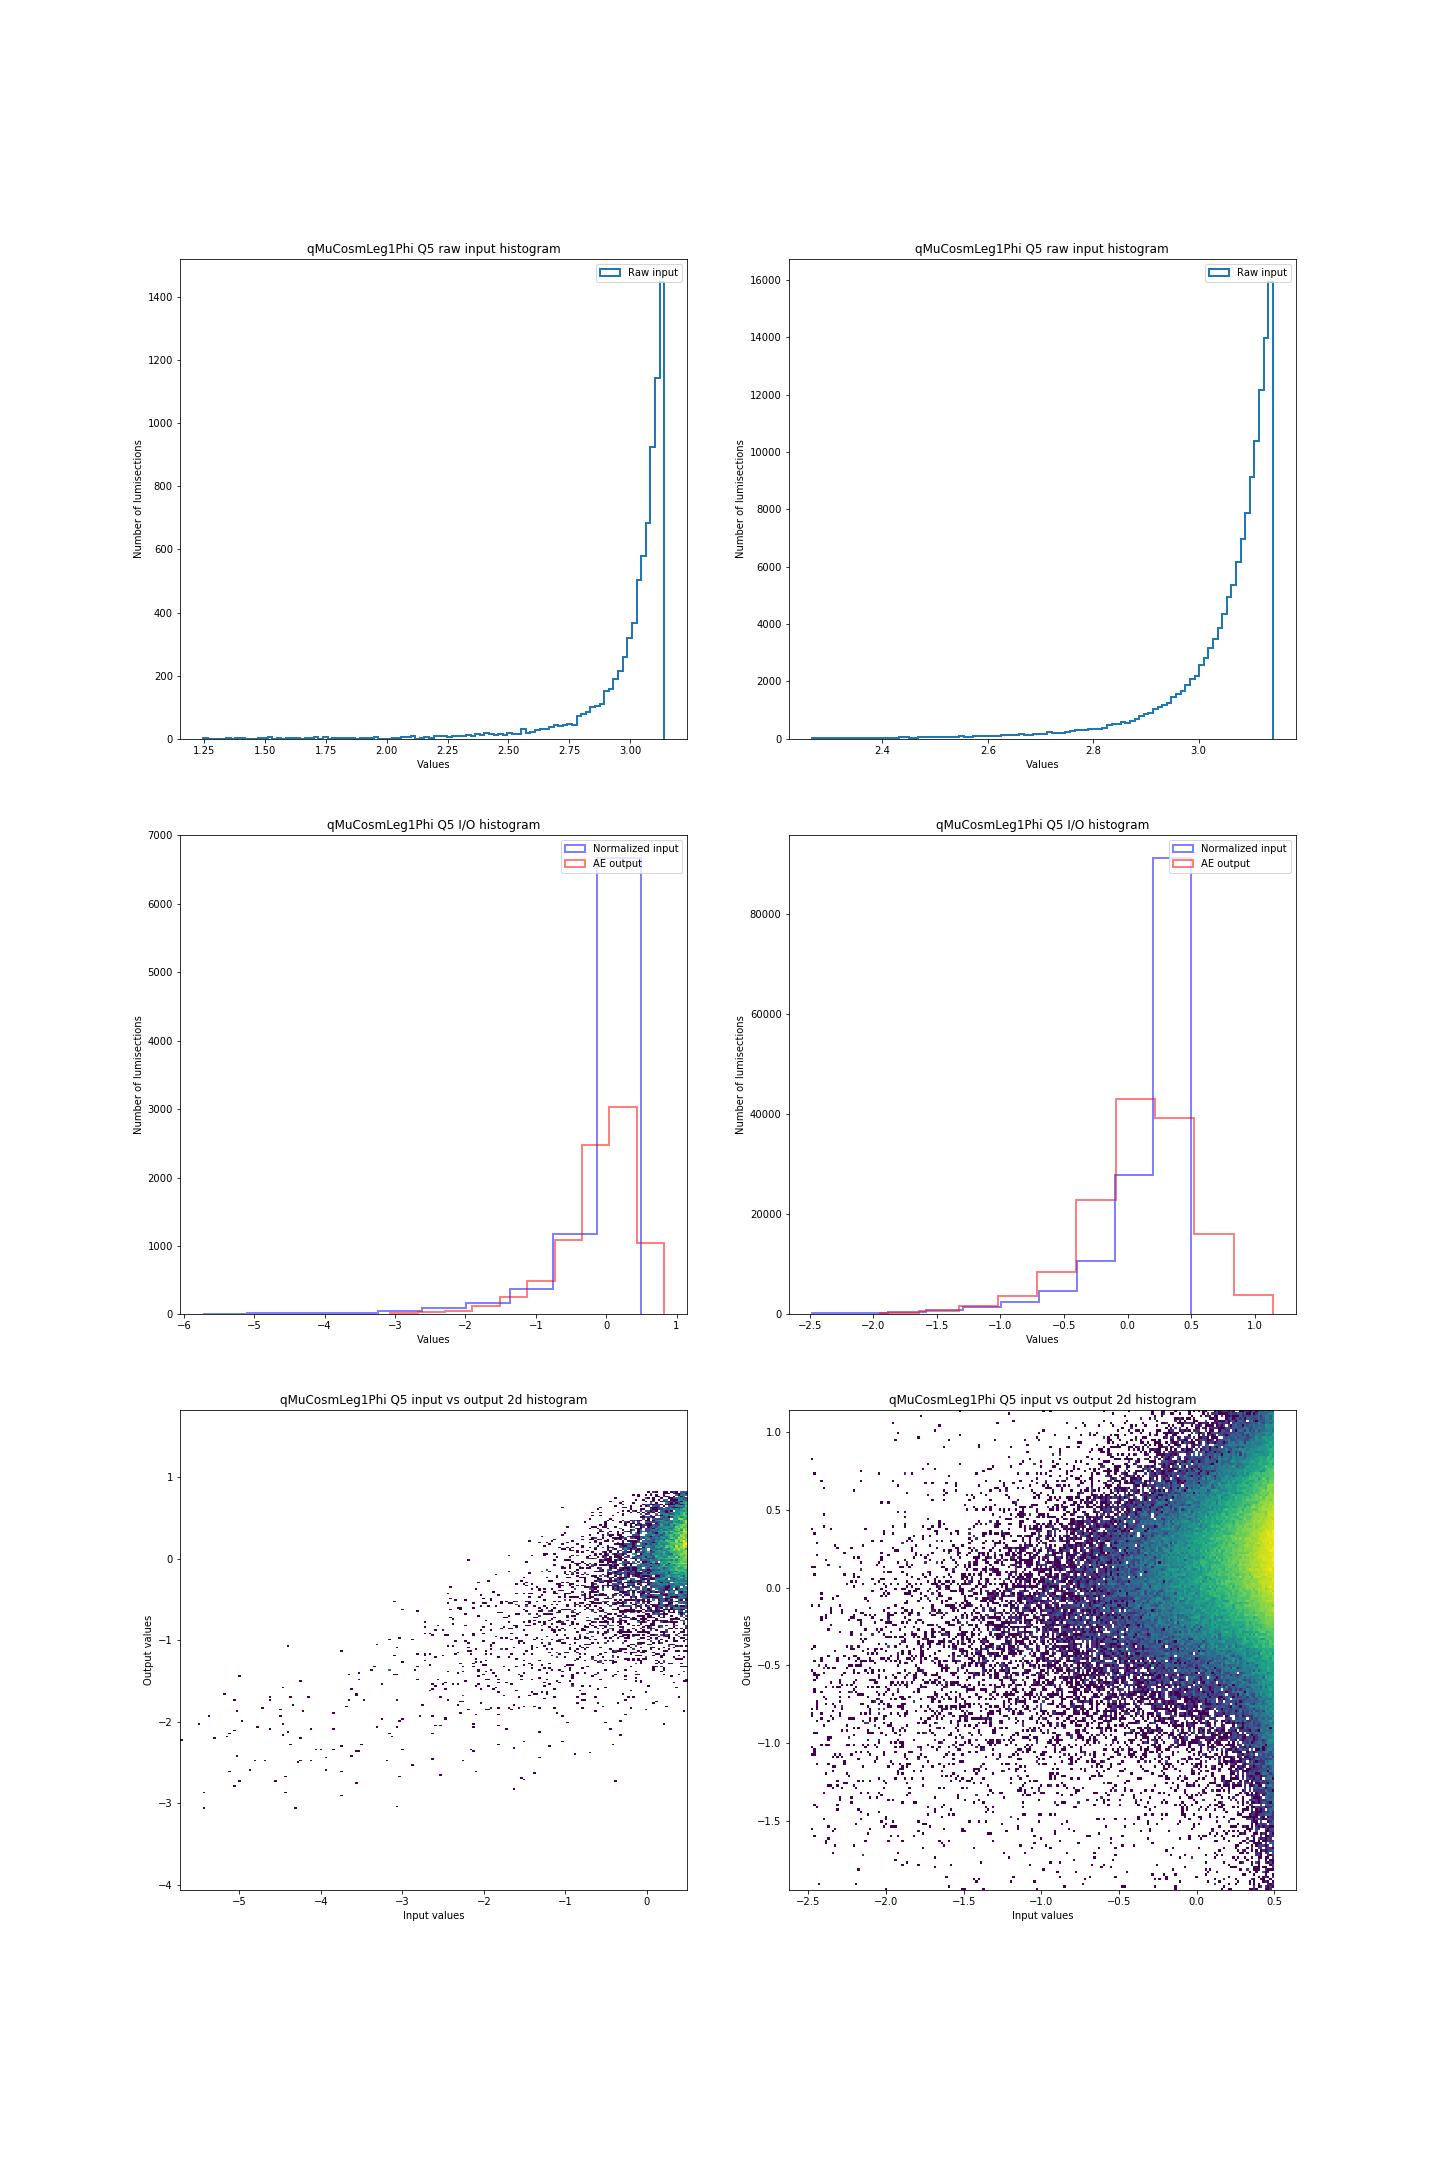 qMuCosmLeg1Phi Q5 raw input histogram
Raw input
1400
1200
1000
800
600
400
200
0
Number of lumisections
1.25 1.50 1.75 2.00 2.25 2.50 2.75 3.00
Values
qMuCosmLeg1Phi Q5 raw input histogram
Raw input
16000
14000
12000
10000
8000
6000
4000
2000
0
Number of lumisections
2.4 2.6 2.8 3.0
Values
qMuCosmLeg1Phi Q5 I/O histogram
Normalized input
AE output
7000
6000
5000
4000
3000
2000
1000
0
Number of lumisections
−6 −5 −4 −3 −2 −1 0 1
Values
qMuCosmLeg1Phi Q5 I/O histogram
Normalized input
AE output
80000
60000
40000
20000
0
Number of lumisections
−2.5 −2.0 −1.5 −1.0 −0.5 0.0 0.5 1.0
Values
qMuCosmLeg1Phi Q5 input vs output 2d histogram
1
0
−1
−2
−3
−4
Output values
−5 −4 −3 −2 −1 0
Input values
qMuCosmLeg1Phi Q5 input vs output 2d histogram
1.0
0.5
0.0
−0.5
−1.0
−1.5
Output values
−2.5 −2.0 −1.5 −1.0 −0.5 0.0 0.5
Input values